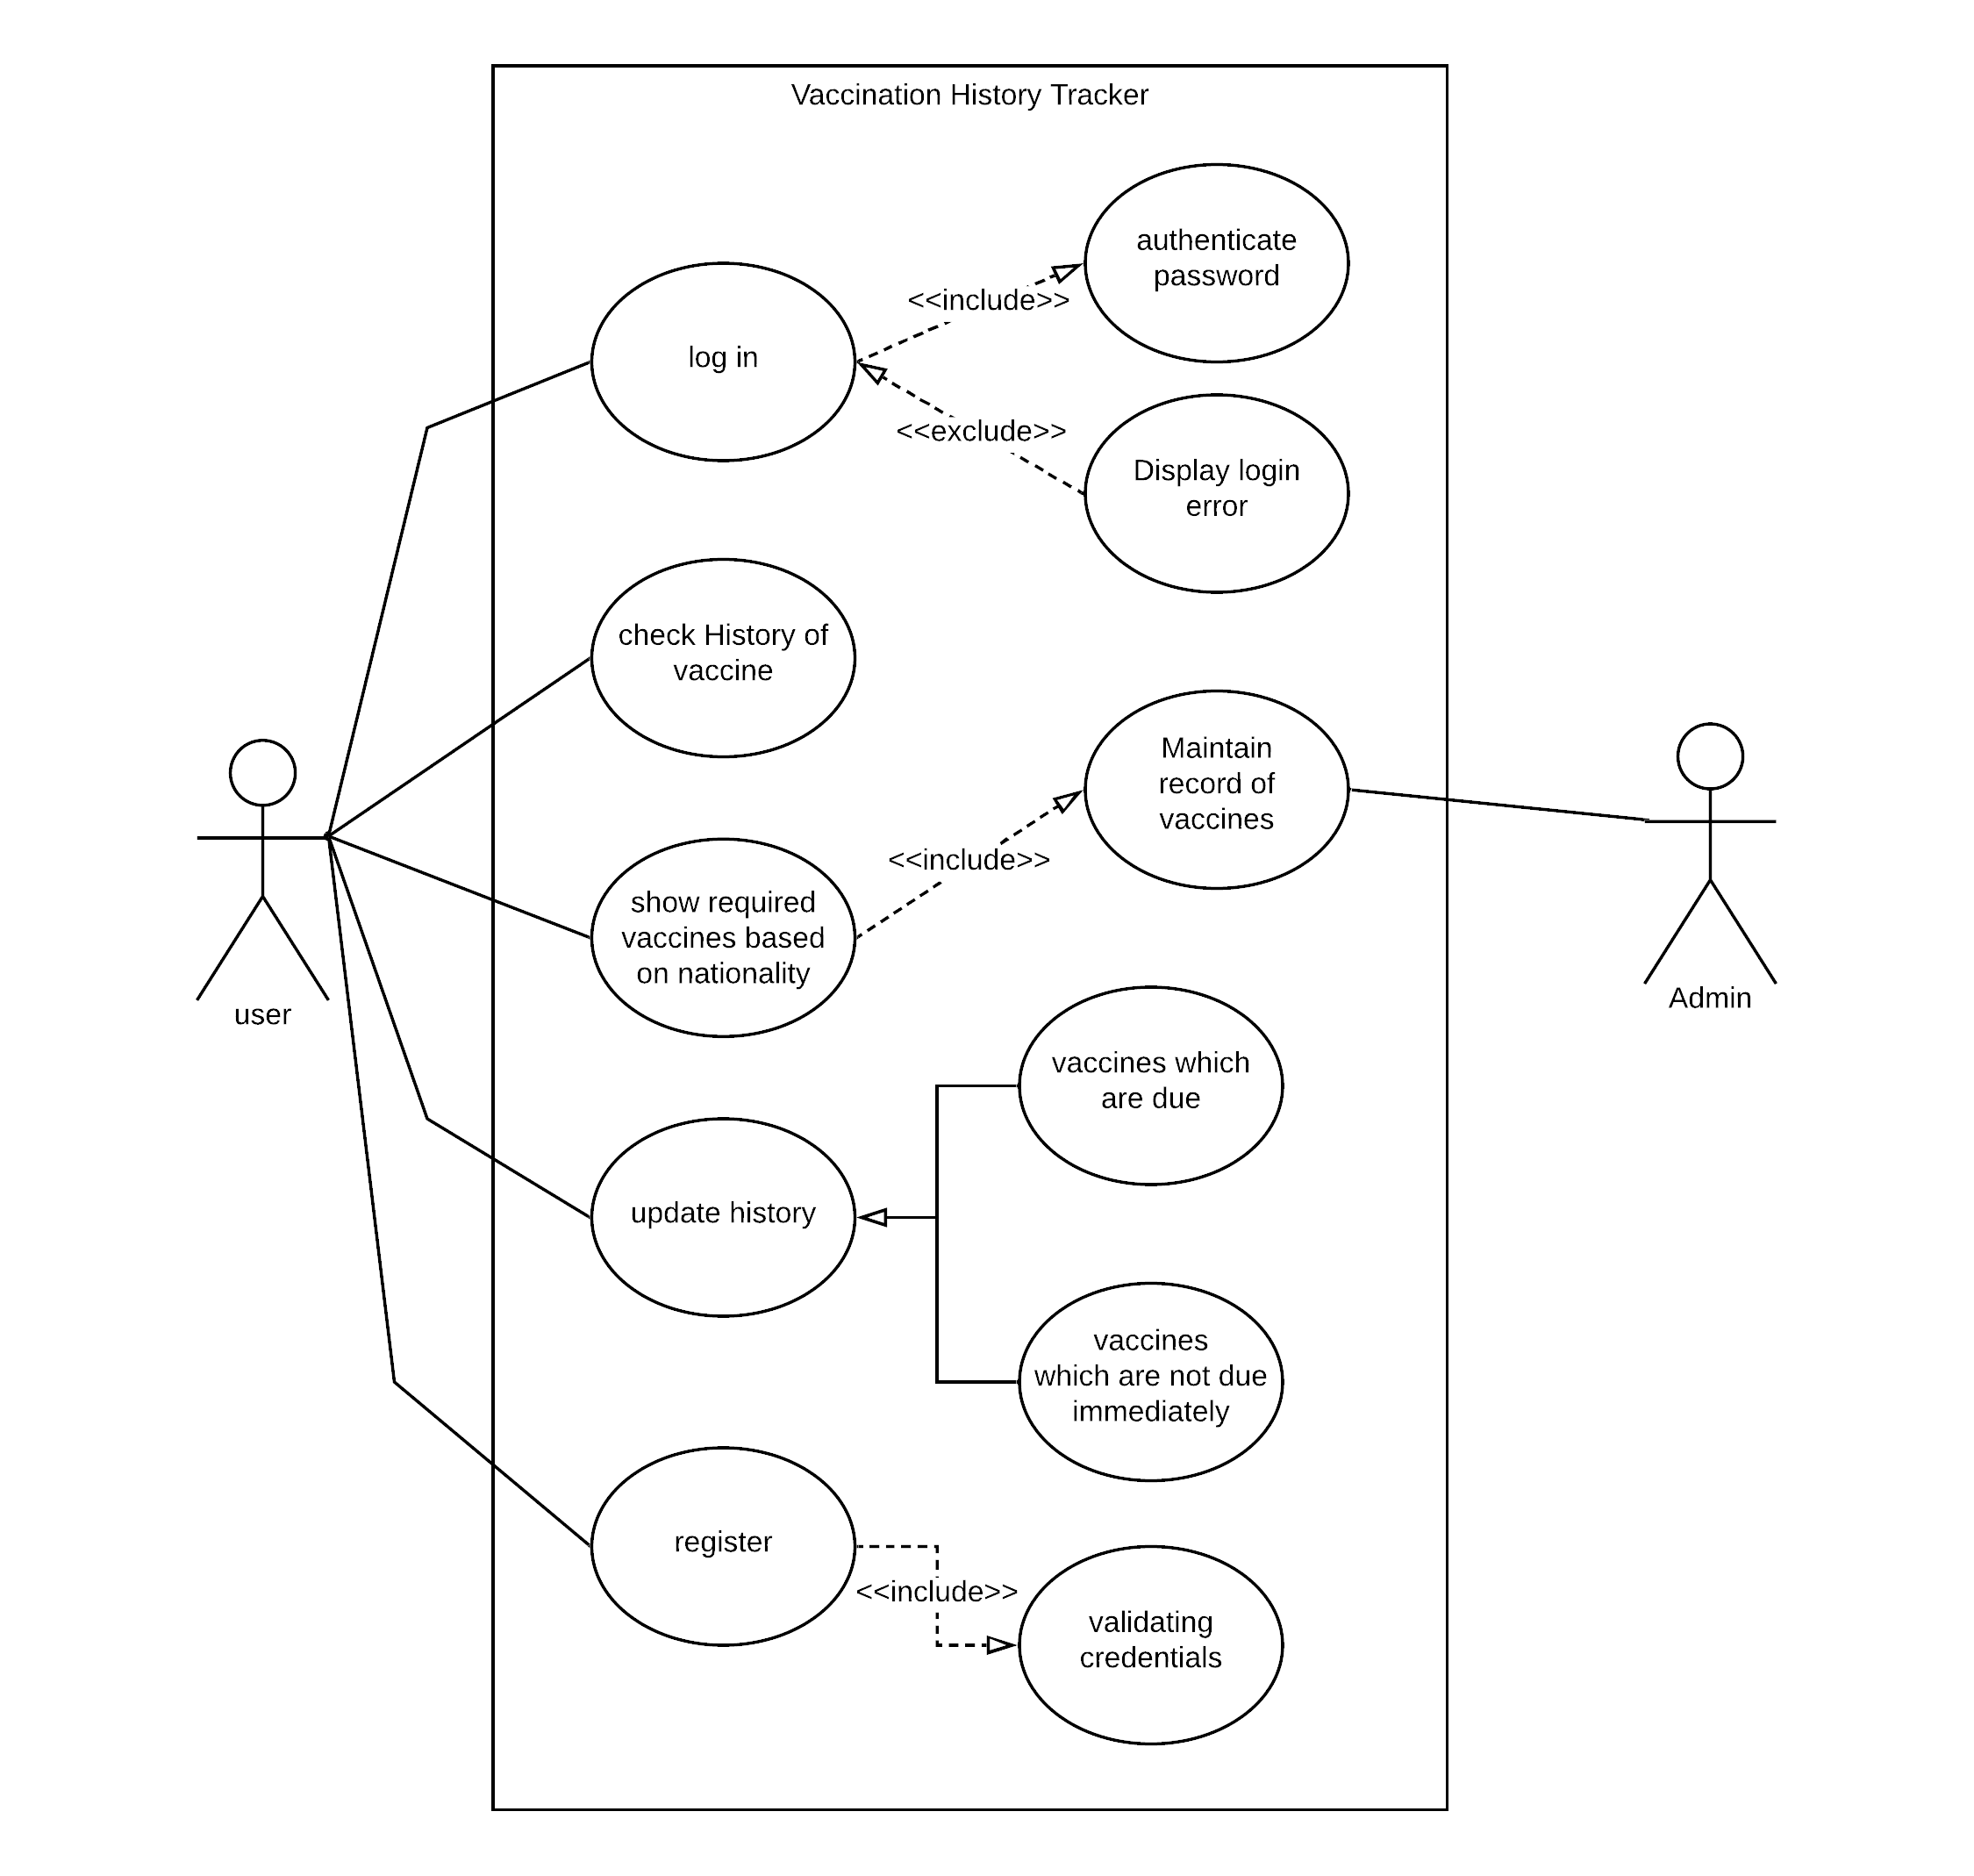 Vaccination History Tracker
authenticate
password
<<include>>
log in
<<exclude>>
Display login
error
check History of
vaccine
Maintain
record of
vaccines
<<include>>
show required
vaccines based
on nationality
user
Admin
vaccines which
are due
update history
vaccines
which are not due
immediately
register
<<include>>
validating
credentials